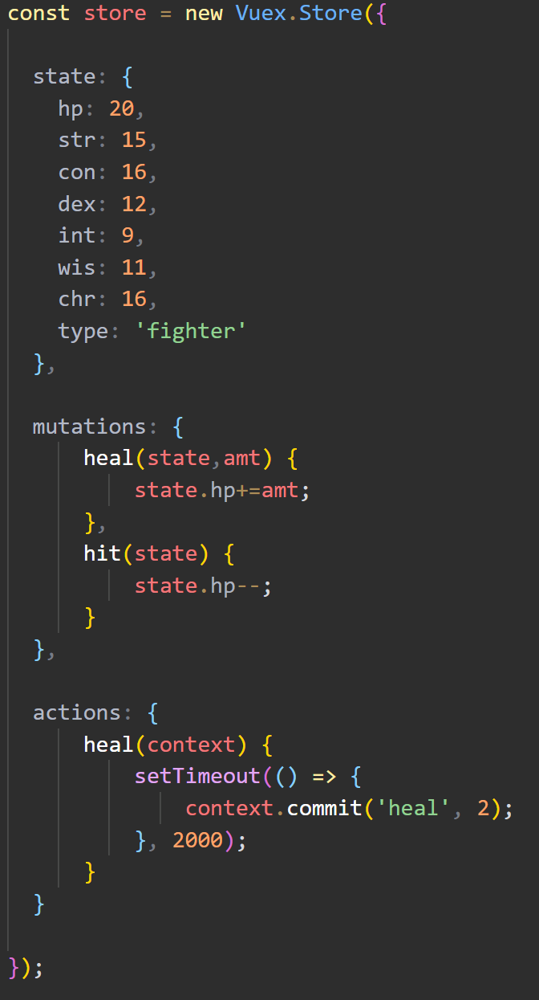 const store = new Vuex.Store({
  state: {
    hp: 20,
    str: 15,
    con: 16,
    dex: 12,
    int: 9,
    wis: 11,
    chr: 16,
    type: 'fighter'
  },
  mutations: {
      heal(state,amt) {
          state.hp+=amt;
      },
      hit(state) {
          state.hp--;
      }
  },
  actions: {
      heal(context) {
          setTimeout(() => {
              context.commit('heal', 2);
          }, 2000);
      }
  }
});